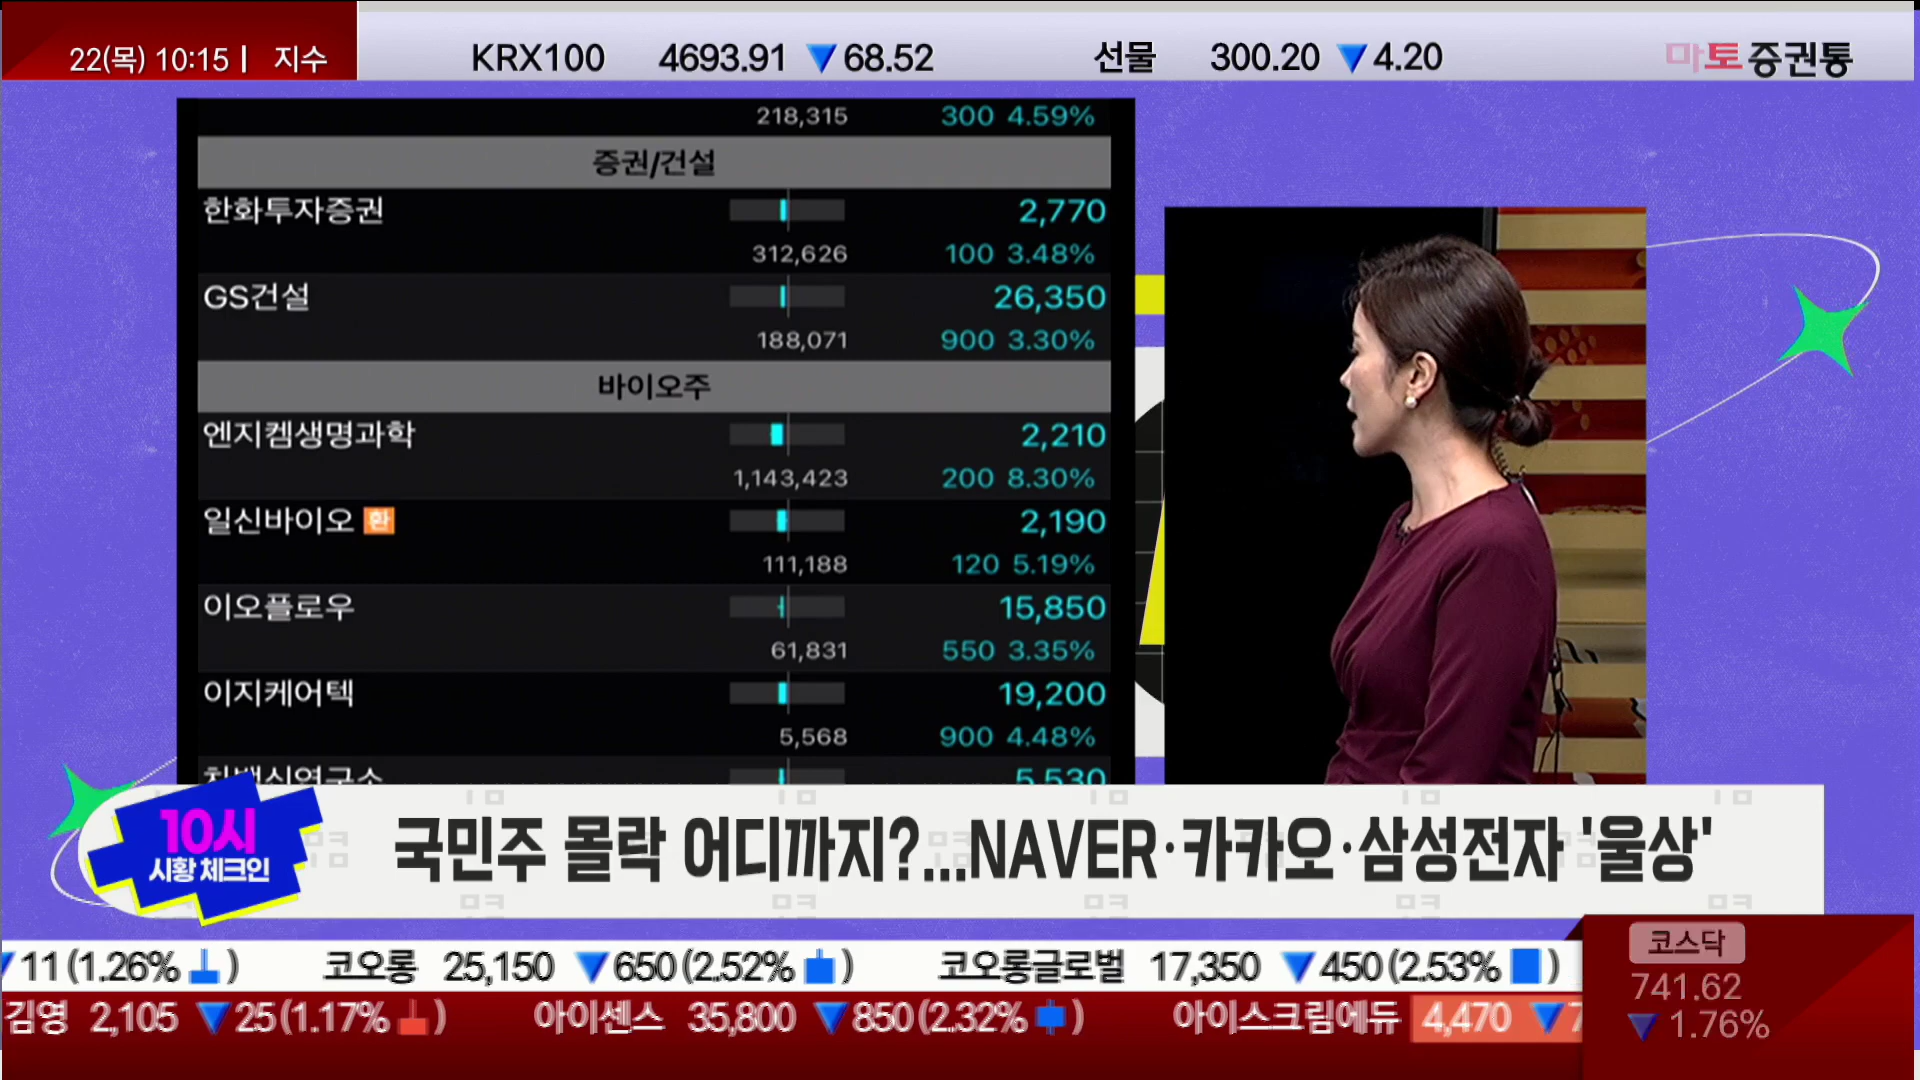 22(목) 10:15 | 지수
KRX100 4693.91 ▼68.52 선물 300.20 ▼4.20
마토증권통
218,315 300 4.59%
증권/건설
한화투자증권 2,770
312,626 100 3.48%
GS건설 26,350
188,071 900 3.30%
바이오주
엔지켐생명과학 2,210
1,143,423 200 8.30%
일신바이오 환 2,190
111,188 120 5.19%
이오플로우 15,850
61,831 550 3.35%
이지케어텍 19,200
5,568 900 4.48%
차백신연구소 5,530
10시
시황 체크인
국민주 몰락 어디까지?...NAVER·카카오·삼성전자 '울상'
▼11(1.26% ) 코오롱 25,150 ▼650(2.52% ) 코오롱글로벌 17,350 ▼450(2.53% )
김영 2,105 ▼25(1.17% ) 아이센스 35,800 ▼850(2.32% ) 아이스크림에듀 4,470 ▼7
코스닥
741.62
▼1.76%